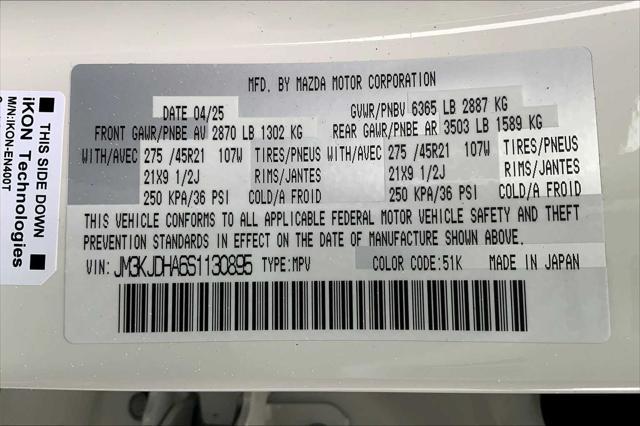 MFD. BY MAZDA MOTOR CORPORATION
DATE 04/25 GVWR/PNBV 6365 LB 2887 KG
FRONT GAWR/PNBE AV 2870 LB 1302 KG REAR GAWR/PNBE AR 3503 LB 1589 KG
WITH/AVEC 275 /45R21 107W TIRES/PNEUS WITH/AVEC 275 /45R21 107W TIRES/PNEUS
21X9 1/2J RIMS/JANTES 21X9 1/2J RIMS/JANTES
250 KPA/36 PSI COLD/A FROID 250 KPA/36 PSI COLD/A FROID
THIS VEHICLE CONFORMS TO ALL APPLICABLE FEDERAL MOTOR VEHICLE SAFETY AND THEFT
PREVENTION STANDARDS IN EFFECT ON THE DATE OF MANUFACTURE SHOWN ABOVE.
VIN: JM3KJDHA6S1130895 TYPE:MPV COLOR CODE:51K MADE IN JAPAN
THIS SIDE DOWN
iKON Technologies
M/N:IKON-EN400T